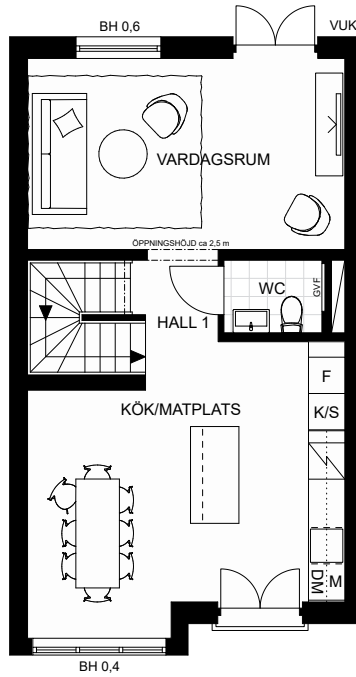 BH 0,6
VUK
VARDAGSRUM
ÖPPNINGSHÖJD ca 2,5 m
WC
GVF
HALL 1
F
K/S
KÖK/MATPLATS
DM
M
BH 0,4